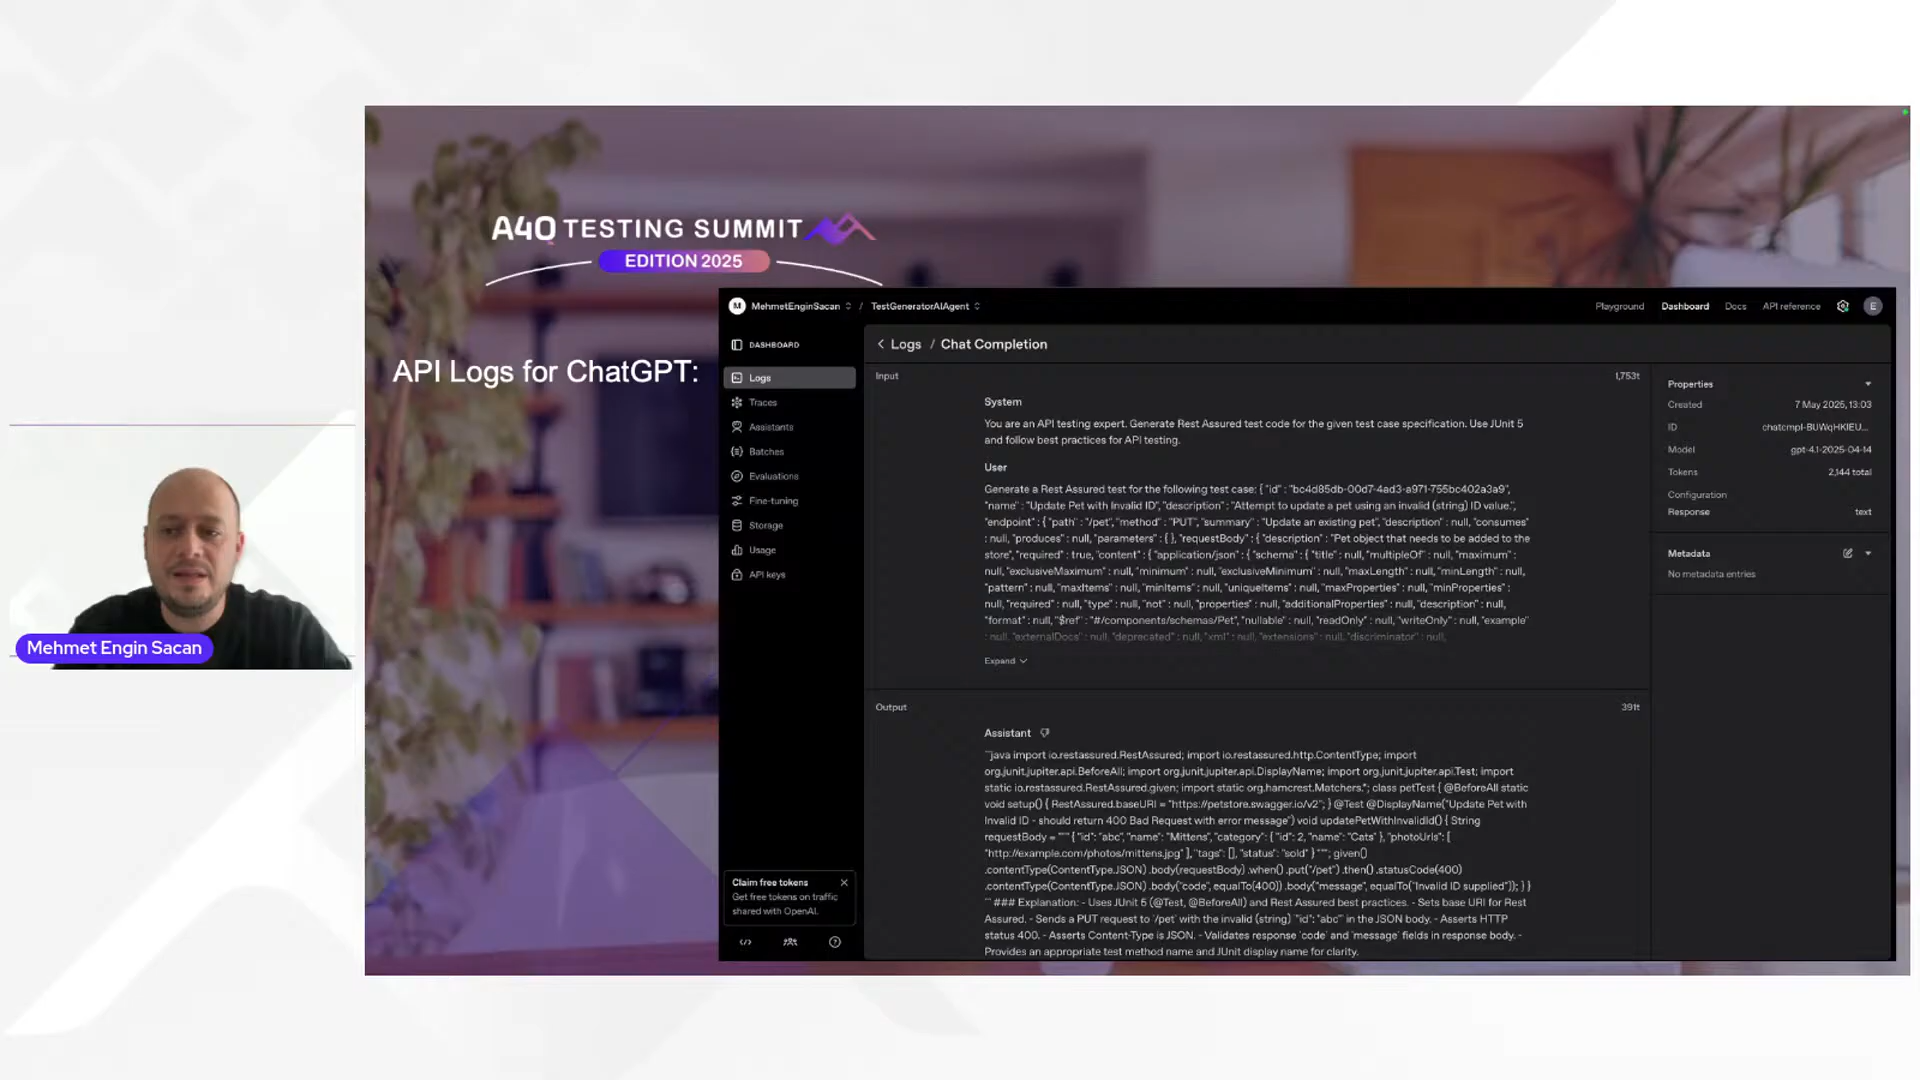 A4Q TESTING SUMMIT
EDITION 2025
API Logs for ChatGPT:
Mehmet Engin Sacan
M MehmetEnginSacan / TestGeneratorAIAgent
Playground Dashboard Docs API reference E
DASHBOARD
Logs
Traces
Assistants
Batches
Evaluations
Fine-tuning
Storage
Usage
API keys
Claim free tokens
Get free tokens on traffic
shared with OpenAI.
Logs / Chat Completion
Input 1,753t
System
You are an API testing expert. Generate Rest Assured test code for the given test case specification. Use JUnit 5
and follow best practices for API testing.
User
Generate a Rest Assured test for the following test case: { "id" : "bc4d85db-00d7-4ad3-a971-755bc402a3a9",
"name" : "Update Pet with Invalid ID", "description" : "Attempt to update a pet using an invalid (string) ID value.",
"endpoint" : { "path" : "/pet", "method" : "PUT", "summary" : "Update an existing pet", "description" : null, "consumes"
: null, "produces" : null, "parameters" : [ ], "requestBody" : { "description" : "Pet object that needs to be added to the
store", "required" : true, "content" : { "application/json" : { "schema" : { "title" : null, "multipleOf" : null, "maximum" :
null, "exclusiveMaximum" : null, "minimum" : null, "exclusiveMinimum" : null, "maxLength" : null, "minLength" : null,
"pattern" : null, "maxItems" : null, "minItems" : null, "uniqueItems" : null, "maxProperties" : null, "minProperties" :
null, "required" : null, "type" : null, "not" : null, "properties" : null, "additionalProperties" : null, "description" : null,
"format" : null, "$ref" : "#/components/schemas/Pet", "nullable" : null, "readOnly" : null, "writeOnly" : null, "example"
: null, "externalDocs" : null, "deprecated" : null, "xml" : null, "extensions" : null, "discriminator" : null,
Expand
Output 391t
Assistant
```java import io.restassured.RestAssured; import io.restassured.http.ContentType; import
org.junit.jupiter.api.BeforeAll; import org.junit.jupiter.api.DisplayName; import org.junit.jupiter.api.Test; import
static io.restassured.RestAssured.given; import static org.hamcrest.Matchers.*; class petTest { @BeforeAll static
void setup() { RestAssured.baseURI = "https://petstore.swagger.io/v2"; } @Test @DisplayName("Update Pet with
Invalid ID - should return 400 Bad Request with error message") void updatePetWithInvalidId() { String
requestBody = """ { "id": "abc", "name": "Mittens", "category": { "id": 2, "name": "Cats" }, "photoUrls": [
"http://example.com/photos/mittens.jpg" ], "tags": [], "status": "sold" } """; given()
.contentType(ContentType.JSON) .body(requestBody) .when() .put("/pet") .then() .statusCode(400)
.contentType(ContentType.JSON) .body("code", equalTo(400)) .body("message", equalTo("Invalid ID supplied")); } }
``` ### Explanation: - Uses JUnit 5 (@Test, @BeforeAll) and Rest Assured best practices. - Sets base URI for Rest
Assured. - Sends a PUT request to `/pet` with the invalid (string) `"id": "abc"` in the JSON body. - Asserts HTTP
status 400. - Asserts Content-Type is JSON. - Validates response `code` and `message` fields in response body. -
Provides an appropriate test method name and JUnit display name for clarity.
Properties
Created 7 May 2025, 13:03
ID chatcmpl-BUWqHKIEU...
Model gpt-4.1-2025-04-14
Tokens 2,144 total
Configuration
Response text
Metadata
No metadata entries